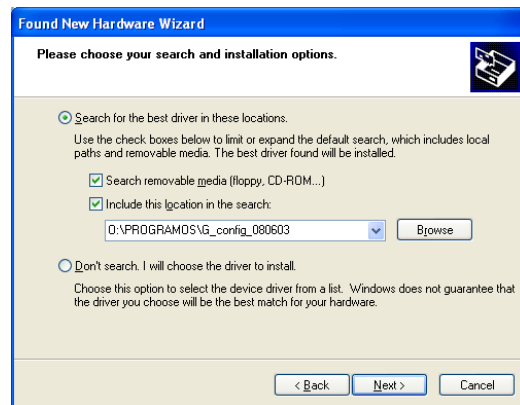 Found New Hardware Wizard
Please choose your search and installation options.
Search for the best driver in these locations.
Use the check boxes below to limit or expand the default search, which includes local
paths and removable media. The best driver found will be installed.
Search removable media (floppy, CD-ROM...)
Include this location in the search:
O:\PROGRAMOS\G_config_080603
Browse
Don't search. I will choose the driver to install.
Choose this option to select the device driver from a list. Windows does not guarantee that
the driver you choose will be the best match for your hardware.
< Back Next > Cancel